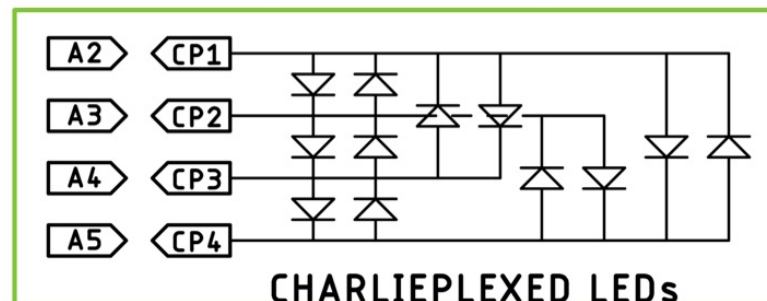 A2 CP1
A3 CP2
A4 CP3
A5 CP4
CHARLIEPLEXED LEDs